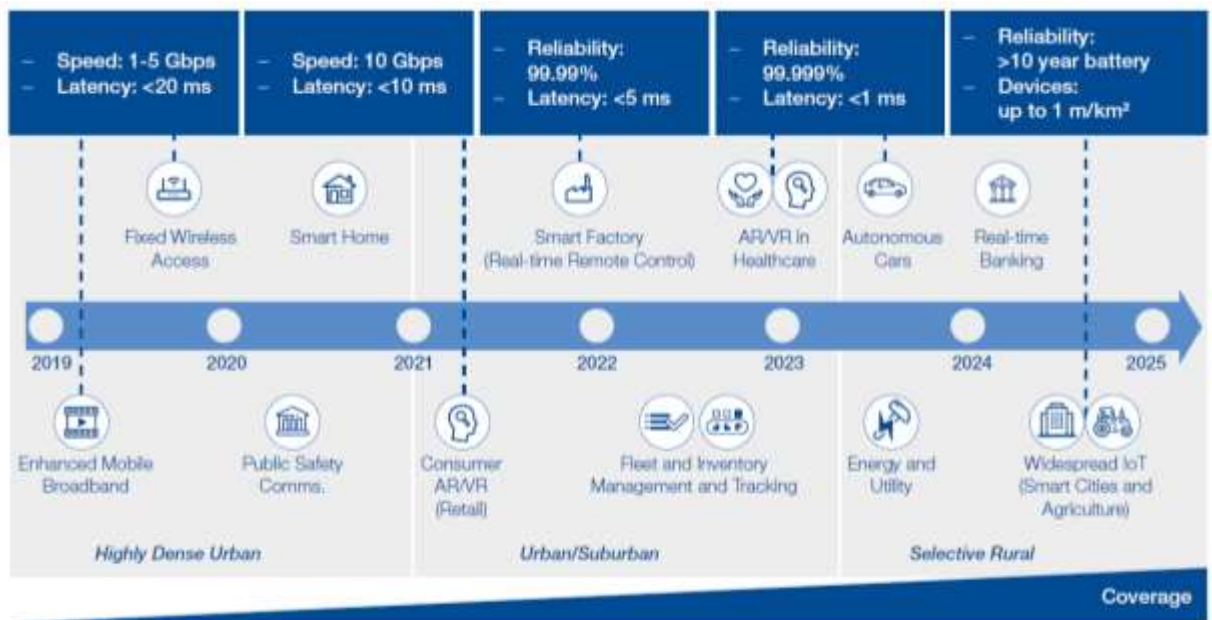 – Speed: 1-5 Gbps
– Latency: <20 ms
– Speed: 10 Gbps
– Latency: <10 ms
– Reliability:
99.99%
– Latency: <5 ms
– Reliability:
99.999%
– Latency: <1 ms
– Reliability:
>10 year battery
– Devices:
up to 1 m/km²
Fixed Wireless
Access
Smart Home
Smart Factory
(Real-time Remote Control)
AR/VR in
Healthcare
Autonomous
Cars
Real-time
Banking
2019
2020
2021
2022
2023
2024
2025
Enhanced Mobile
Broadband
Public Safety
Comms.
Consumer
AR/VR
(Retail)
Fleet and Inventory
Management and Tracking
Energy and
Utility
Widespread IoT
(Smart Cities and
Agriculture)
Highly Dense Urban
Urban/Suburban
Selective Rural
Coverage